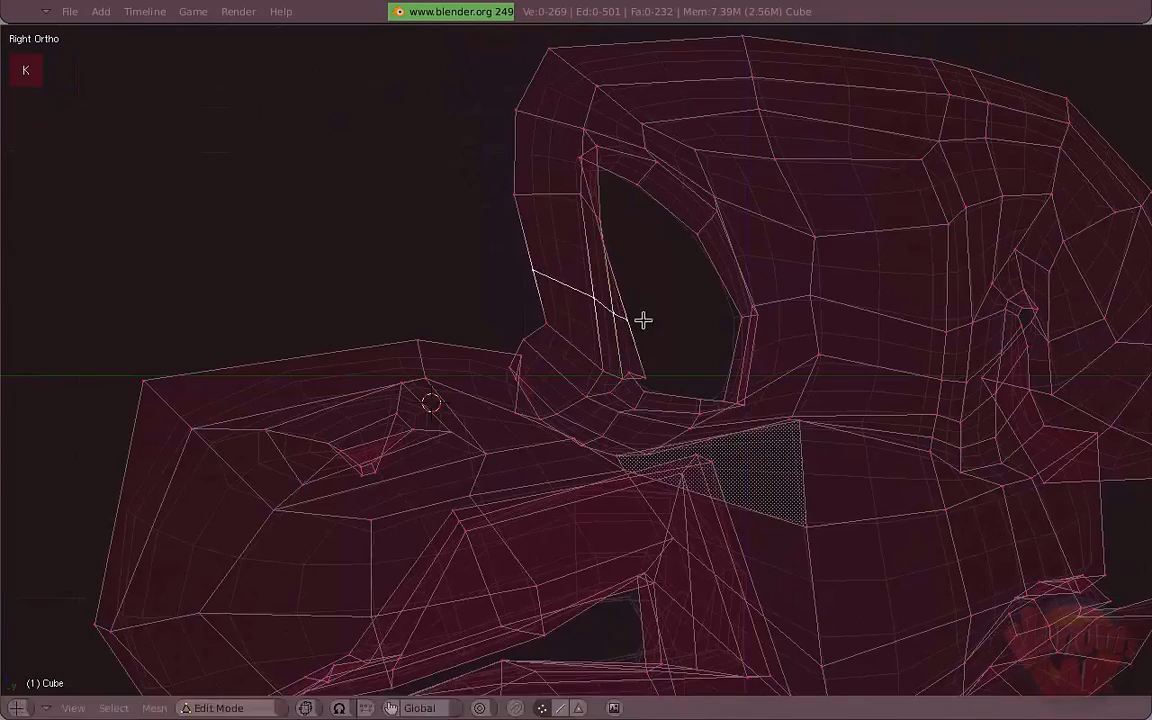 File Add Timeline Game Render Help www.blender.org 249 Ve:0-269 | Ed:0-501 | Fa:0-232 | Mem:7.39M (2.56M) Cube
Right Ortho
K
(1) Cube
View Select Mesh Edit Mode Global